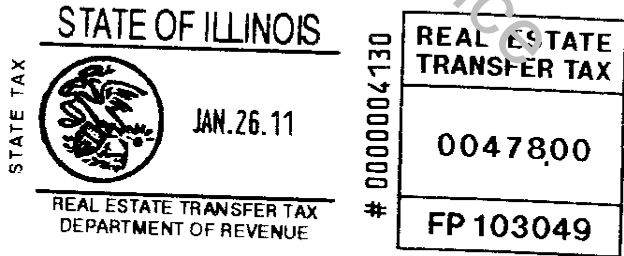 STATE OF ILLINOIS
STATE TAX
JAN.26.11
REAL ESTATE TRANSFER TAX
DEPARTMENT OF REVENUE
# 0000004130
REAL ESTATE
TRANSFER TAX
0047800
FP 103049